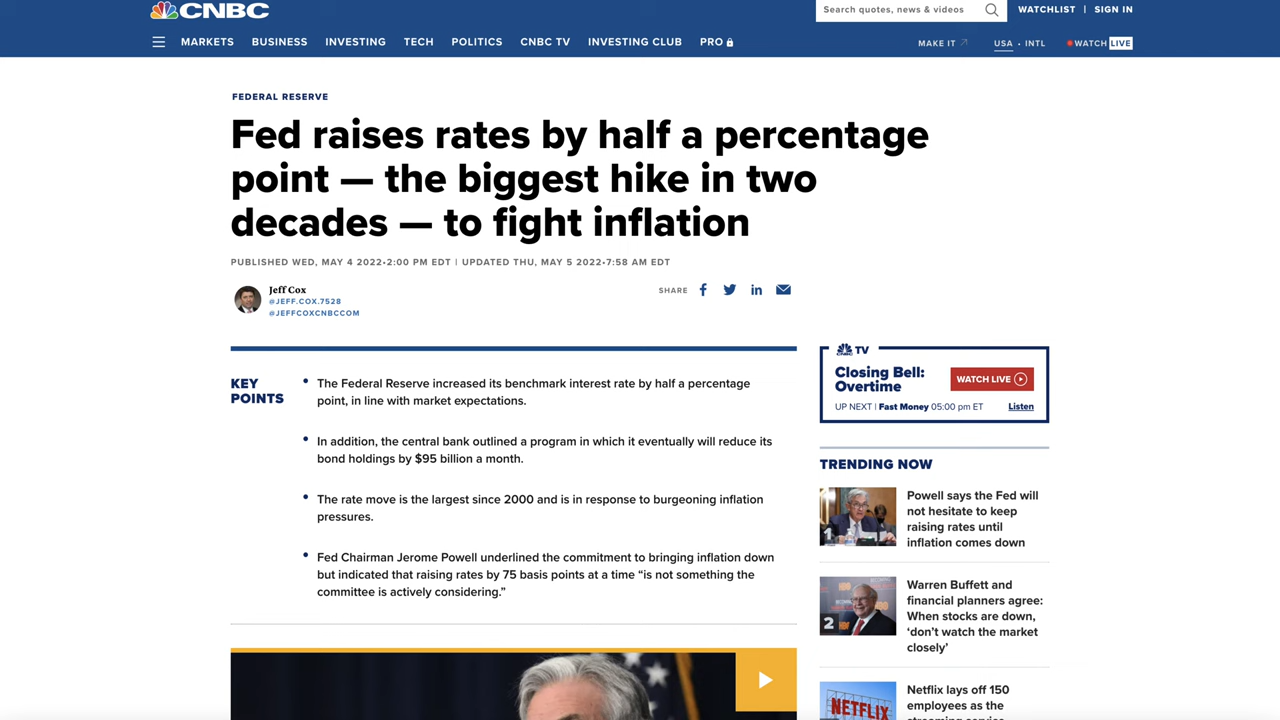 CNBC
Search quotes, news & videos
WATCHLIST | SIGN IN
MARKETS BUSINESS INVESTING TECH POLITICS CNBC TV INVESTING CLUB PRO
MAKE IT USA • INTL WATCH LIVE
FEDERAL RESERVE
Fed raises rates by half a percentage
point — the biggest hike in two
decades — to fight inflation
PUBLISHED WED, MAY 4 2022•2:00 PM EDT | UPDATED THU, MAY 5 2022•7:58 AM EDT
Jeff Cox
@JEFF.COX.7528
@JEFFCOXCNBCCOM
SHARE
KEY
POINTS
• The Federal Reserve increased its benchmark interest rate by half a percentage
point, in line with market expectations.
• In addition, the central bank outlined a program in which it eventually will reduce its
bond holdings by $95 billion a month.
• The rate move is the largest since 2000 and is in response to burgeoning inflation
pressures.
• Fed Chairman Jerome Powell underlined the commitment to bringing inflation down
but indicated that raising rates by 75 basis points at a time “is not something the
committee is actively considering.”
CNBC TV
Closing Bell:
Overtime
WATCH LIVE
UP NEXT | Fast Money 05:00 pm ET
Listen
TRENDING NOW
1
Powell says the Fed will
not hesitate to keep
raising rates until
inflation comes down
2
Warren Buffett and
financial planners agree:
When stocks are down,
‘don’t watch the market
closely’
NETFLIX
Netflix lays off 150
employees as the